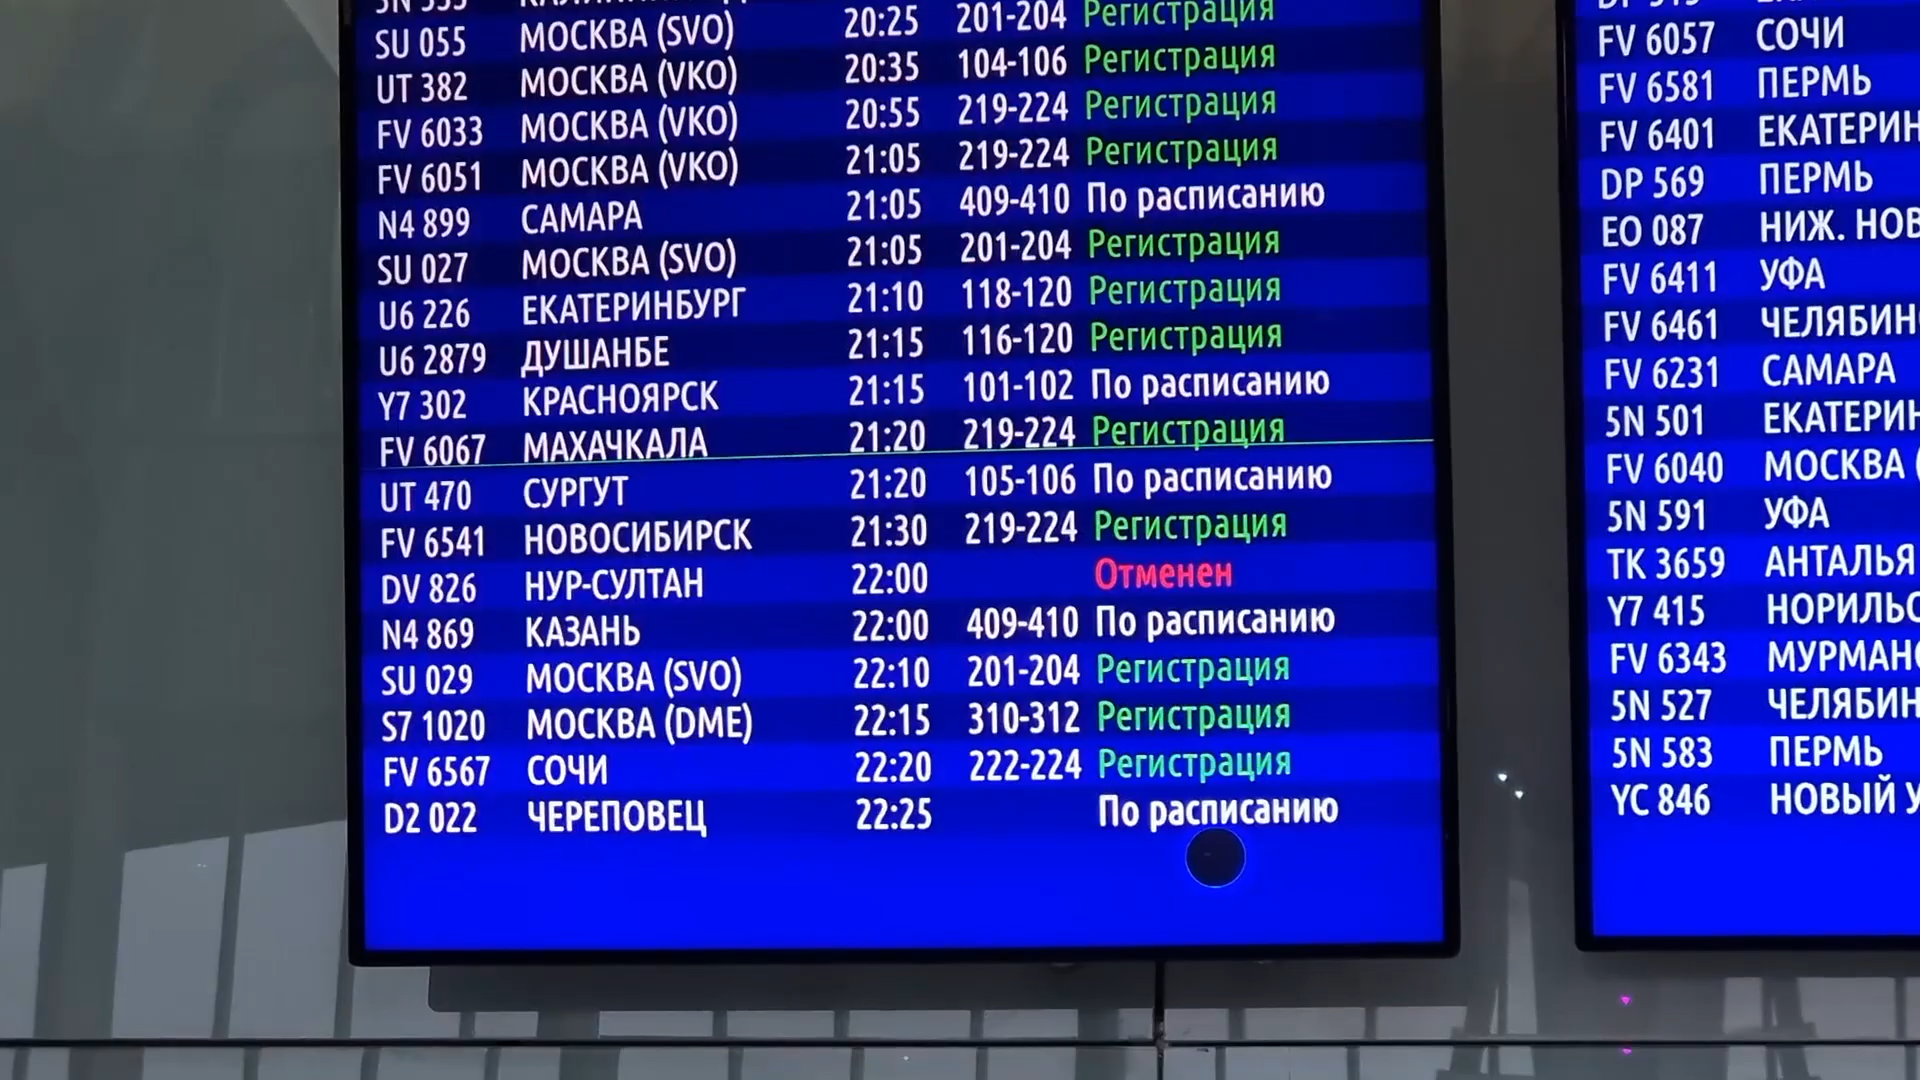 SU 055 МОСКВА (SVO) 20:25 201-204 Регистрация
UT 382 МОСКВА (VKO) 20:35 104-106 Регистрация
FV 6033 МОСКВА (VKO) 20:55 219-224 Регистрация
FV 6051 МОСКВА (VKO) 21:05 219-224 Регистрация
N4 899 САМАРА 21:05 409-410 По расписанию
SU 027 МОСКВА (SVO) 21:05 201-204 Регистрация
U6 226 ЕКАТЕРИНБУРГ 21:10 118-120 Регистрация
U6 2879 ДУШАНБЕ 21:15 116-120 Регистрация
Y7 302 КРАСНОЯРСК 21:15 101-102 По расписанию
FV 6067 МАХАЧКАЛА 21:20 219-224 Регистрация
UT 470 СУРГУТ 21:20 105-106 По расписанию
FV 6541 НОВОСИБИРСК 21:30 219-224 Регистрация
DV 826 НУР-СУЛТАН 22:00 Отменен
N4 869 КАЗАНЬ 22:00 409-410 По расписанию
SU 029 МОСКВА (SVO) 22:10 201-204 Регистрация
S7 1020 МОСКВА (DME) 22:15 310-312 Регистрация
FV 6567 СОЧИ 22:20 222-224 Регистрация
D2 022 ЧЕРЕПОВЕЦ 22:25 По расписанию
FV 6057 СОЧИ
FV 6581 ПЕРМЬ
FV 6401 ЕКАТЕРИН
DP 569 ПЕРМЬ
EO 087 НИЖ. НОВ
FV 6411 УФА
FV 6461 ЧЕЛЯБИНС
FV 6231 САМАРА
5N 501 ЕКАТЕРИН
FV 6040 МОСКВА (
5N 591 УФА
TK 3659 АНТАЛЬЯ
Y7 415 НОРИЛЬС
FV 6343 МУРМАНС
5N 527 ЧЕЛЯБИН
5N 583 ПЕРМЬ
YC 846 НОВЫЙ У